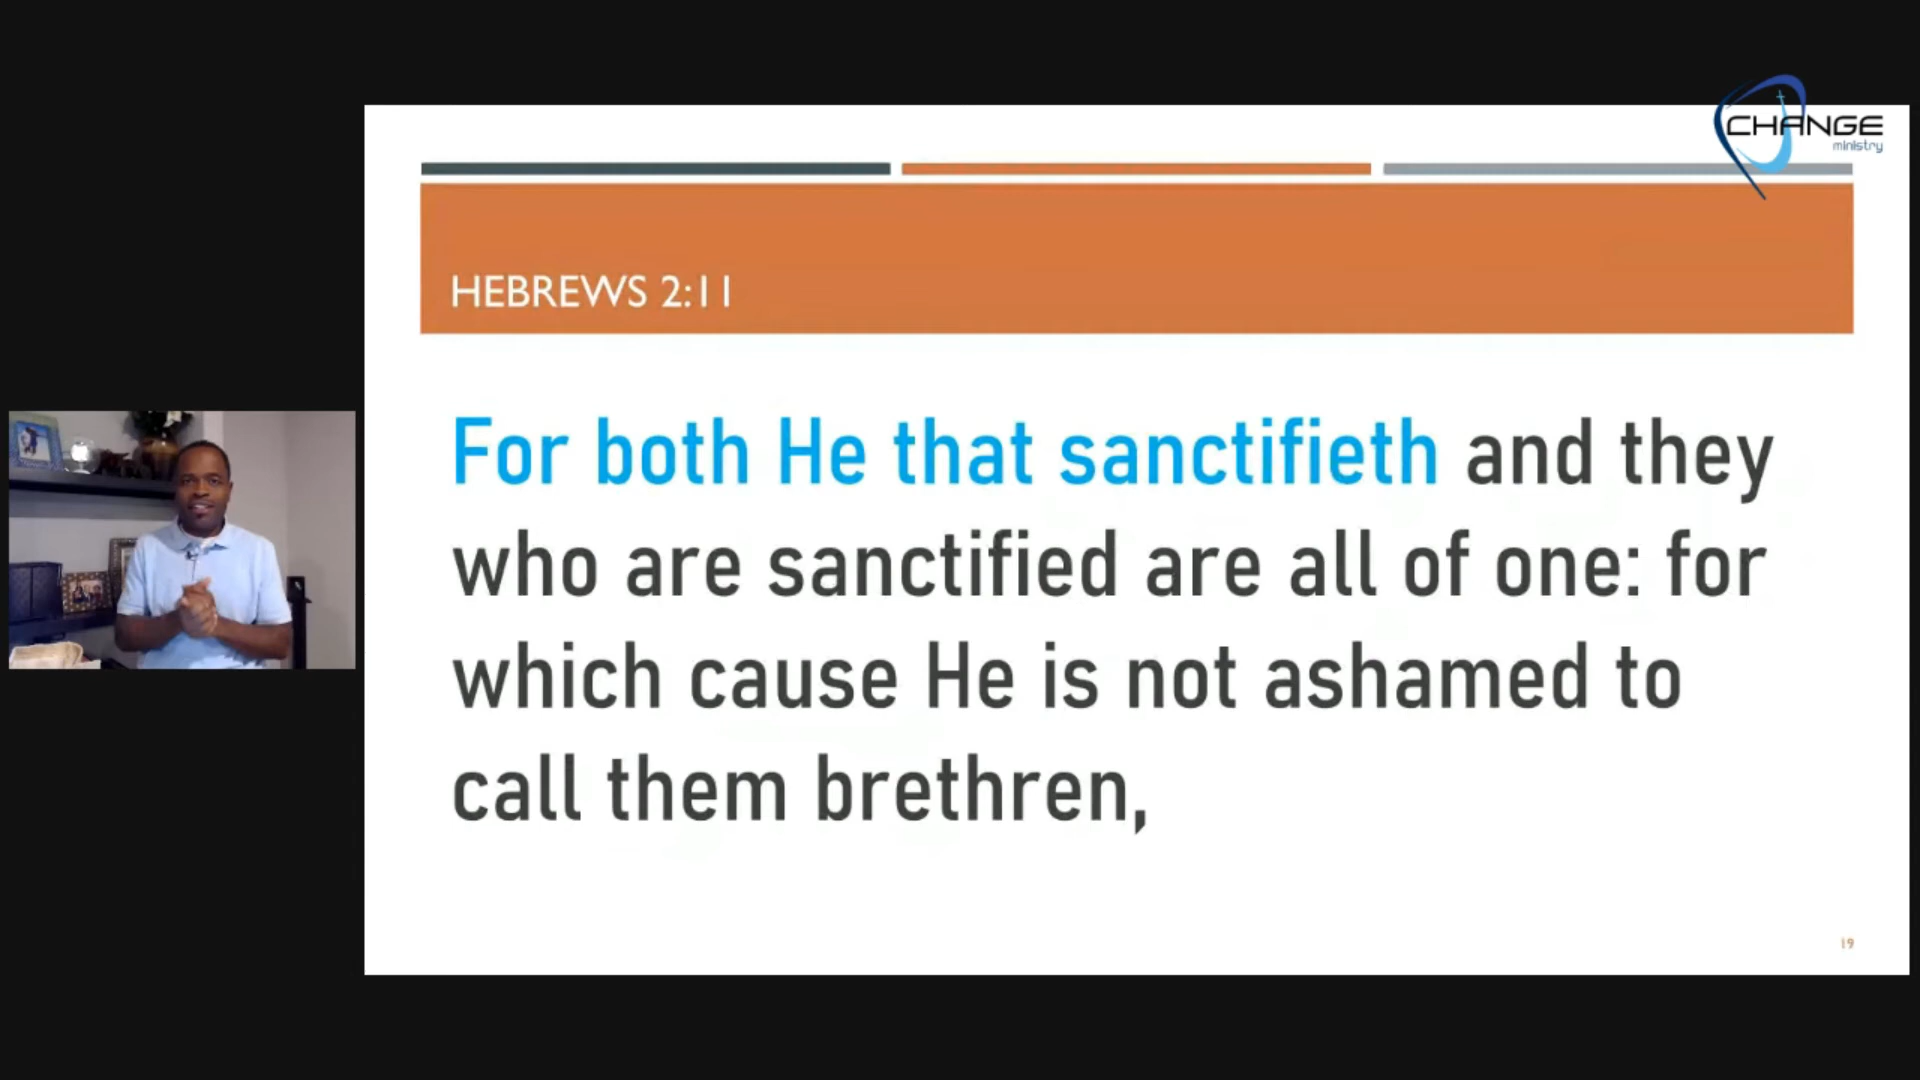 CHANGE
ministry
HEBREWS 2:11
For both He that sanctifieth and they
who are sanctified are all of one: for
which cause He is not ashamed to
call them brethren,
19